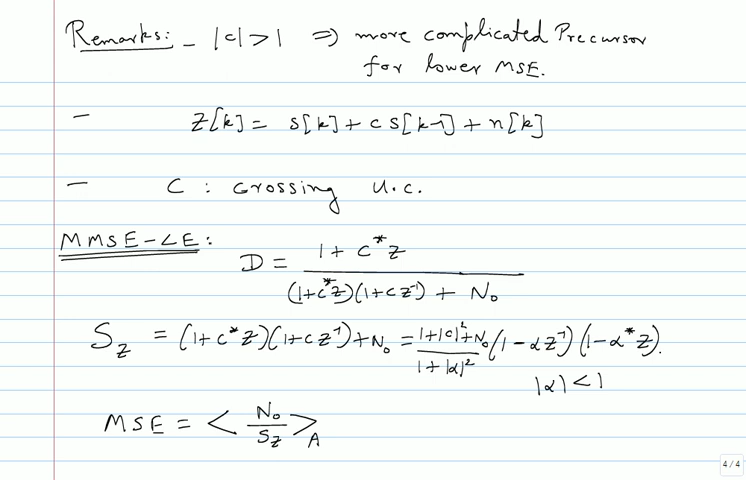 Remarks: - |c| > 1 ⇒ more complicated Precursor
for lower MSE.
- Z[k] = s[k] + c s[k-1] + n[k]
- C : crossing u.c.
MMSE-LE:
D = (1 + c*z) / ((1+c*z)(1+cz⁻¹) + N₀)
S_z = (1+c*z)(1+cz⁻¹)+N₀ = (1+|c|²+N₀)/(1+|α|²) (1-αz⁻¹)(1-α*z).
|α| < 1
MSE = < N₀/S_z >_A
4 / 4